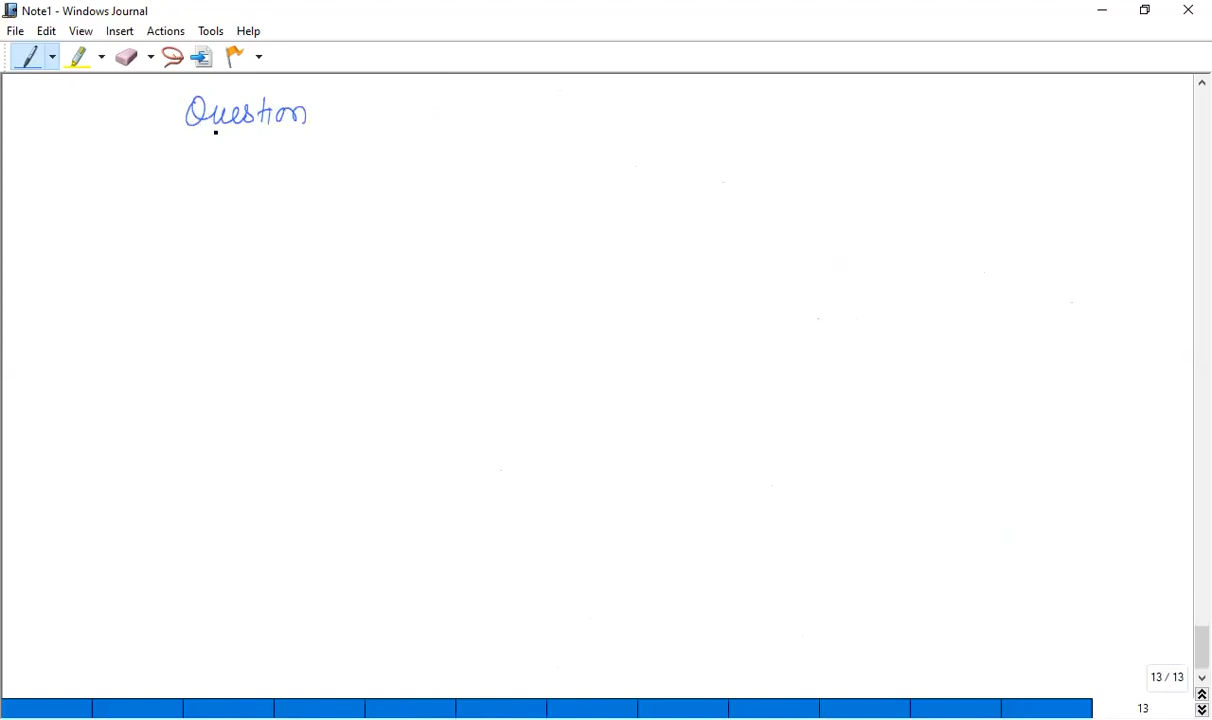 Note1 - Windows Journal
File Edit View Insert Actions Tools Help
Question
13 / 13
13